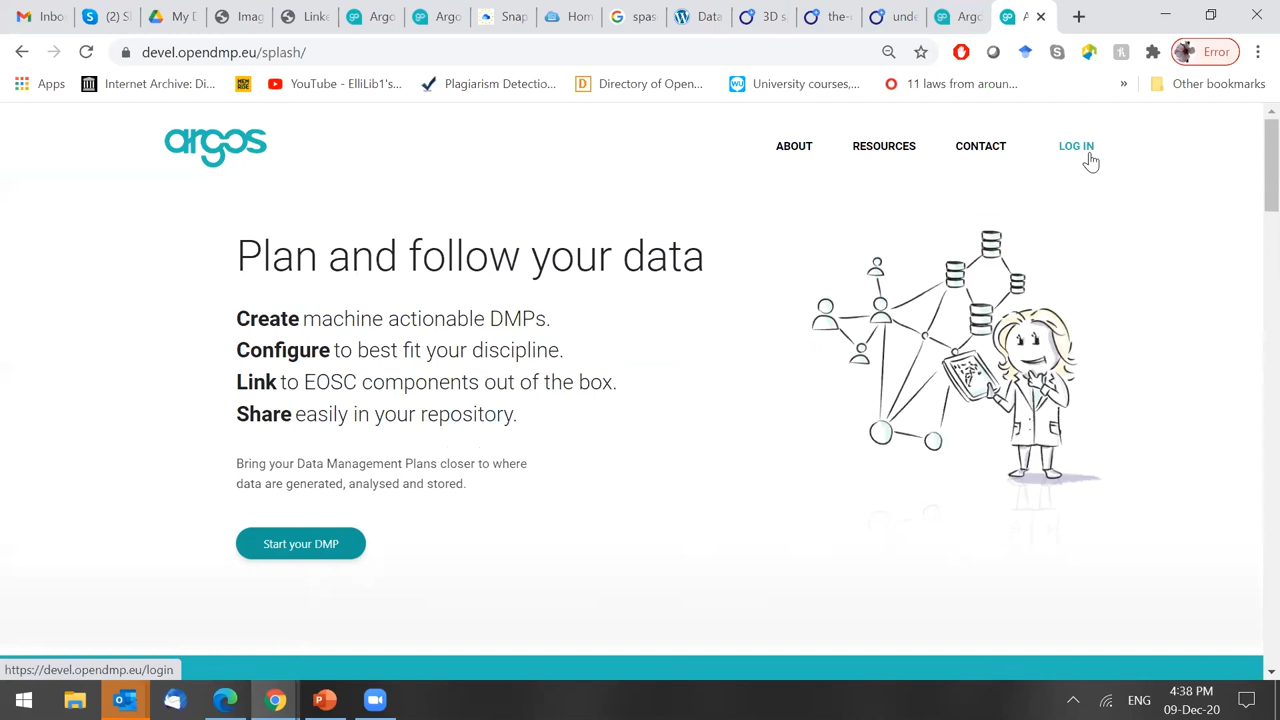 Inbo
(2) S
My D
Imag
Linke
Argo
Argo
Snap
Hom
spas
Data
3D s
the-
und
Argo
A
devel.opendmp.eu/splash/
Error
Apps
Internet Archive: Di...
YouTube - ElliLib1's...
Plagiarism Detectio...
Directory of Open...
University courses,...
11 laws from aroun...
»
Other bookmarks
argos
ABOUT
RESOURCES
CONTACT
LOG IN
Plan and follow your data
Create machine actionable DMPs.
Configure to best fit your discipline.
Link to EOSC components out of the box.
Share easily in your repository.
Bring your Data Management Plans closer to where
data are generated, analysed and stored.
Start your DMP
https://devel.opendmp.eu/login
ENG
4:38 PM
09-Dec-20